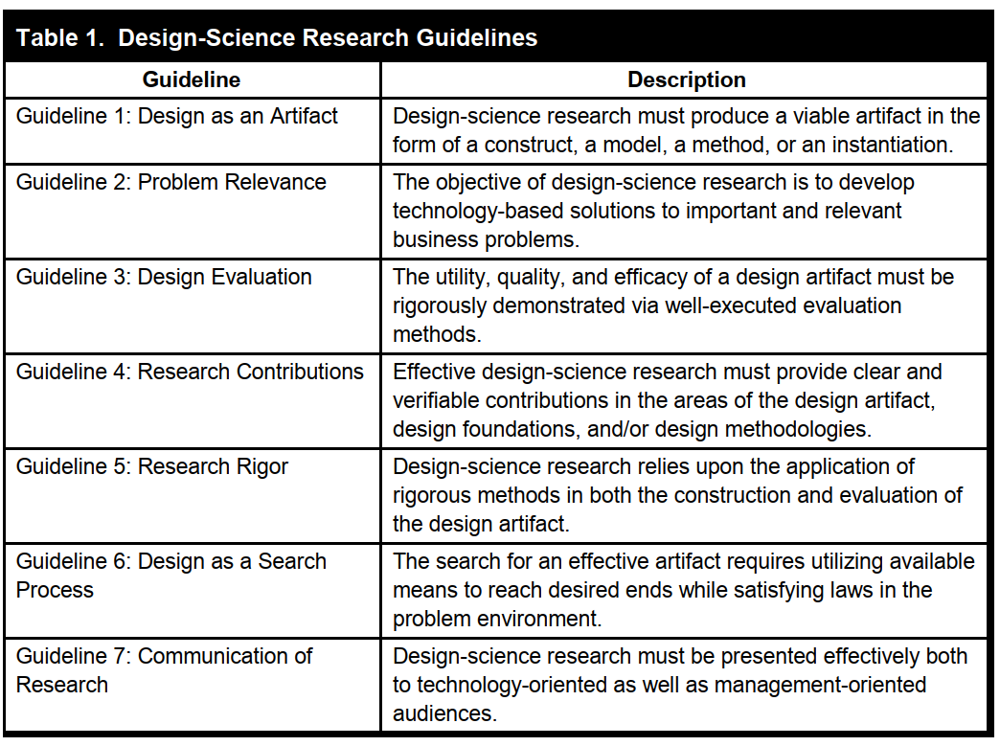 Table 1. Design-Science Research Guidelines
Guideline
Description
Guideline 1: Design as an Artifact
Design-science research must produce a viable artifact in the
form of a construct, a model, a method, or an instantiation.
Guideline 2: Problem Relevance
The objective of design-science research is to develop
technology-based solutions to important and relevant
business problems.
Guideline 3: Design Evaluation
The utility, quality, and efficacy of a design artifact must be
rigorously demonstrated via well-executed evaluation
methods.
Guideline 4: Research Contributions
Effective design-science research must provide clear and
verifiable contributions in the areas of the design artifact,
design foundations, and/or design methodologies.
Guideline 5: Research Rigor
Design-science research relies upon the application of
rigorous methods in both the construction and evaluation of
the design artifact.
Guideline 6: Design as a Search
Process
The search for an effective artifact requires utilizing available
means to reach desired ends while satisfying laws in the
problem environment.
Guideline 7: Communication of
Research
Design-science research must be presented effectively both
to technology-oriented as well as management-oriented
audiences.